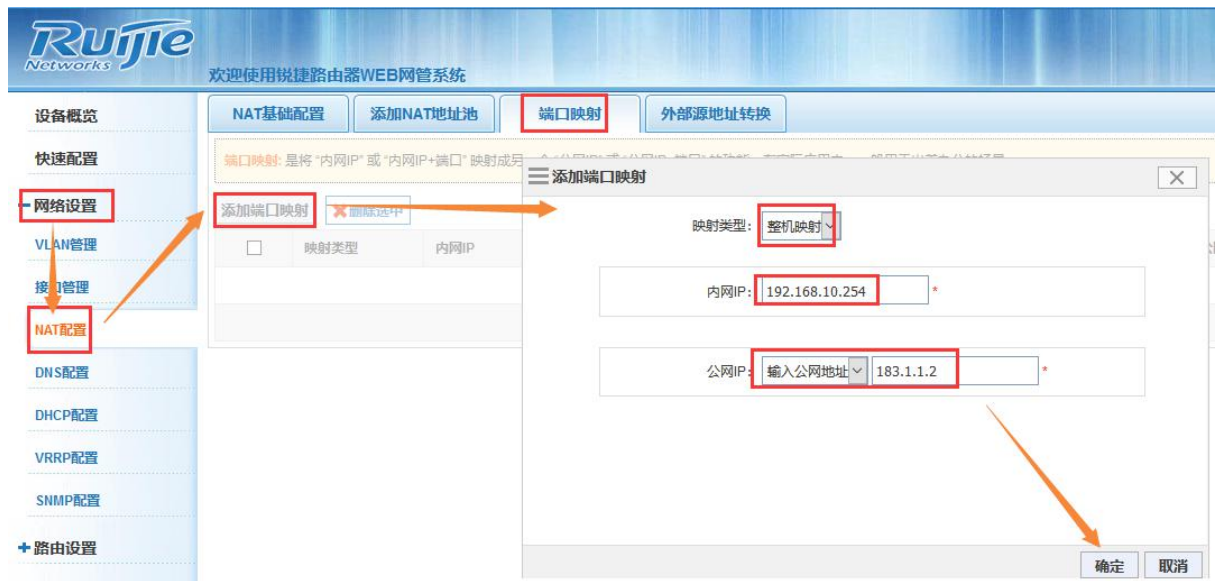 Ruijie
Networks
欢迎使用锐捷路由器WEB网管系统
设备概览
快速配置
网络设置
VLAN管理
接口管理
NAT配置
DNS配置
DHCP配置
VRRP配置
SNMP配置
路由设置
NAT基础配置 添加NAT地址池 端口映射 外部源地址转换
端口映射: 是将 “内网IP” 或 “内网IP+端口” 映射成
添加端口映射 删除选中
映射类型 内网IP
添加端口映射
映射类型: 整机映射
内网IP: 192.168.10.254 *
公网IP: 输入公网地址 183.1.1.2 *
确定 取消